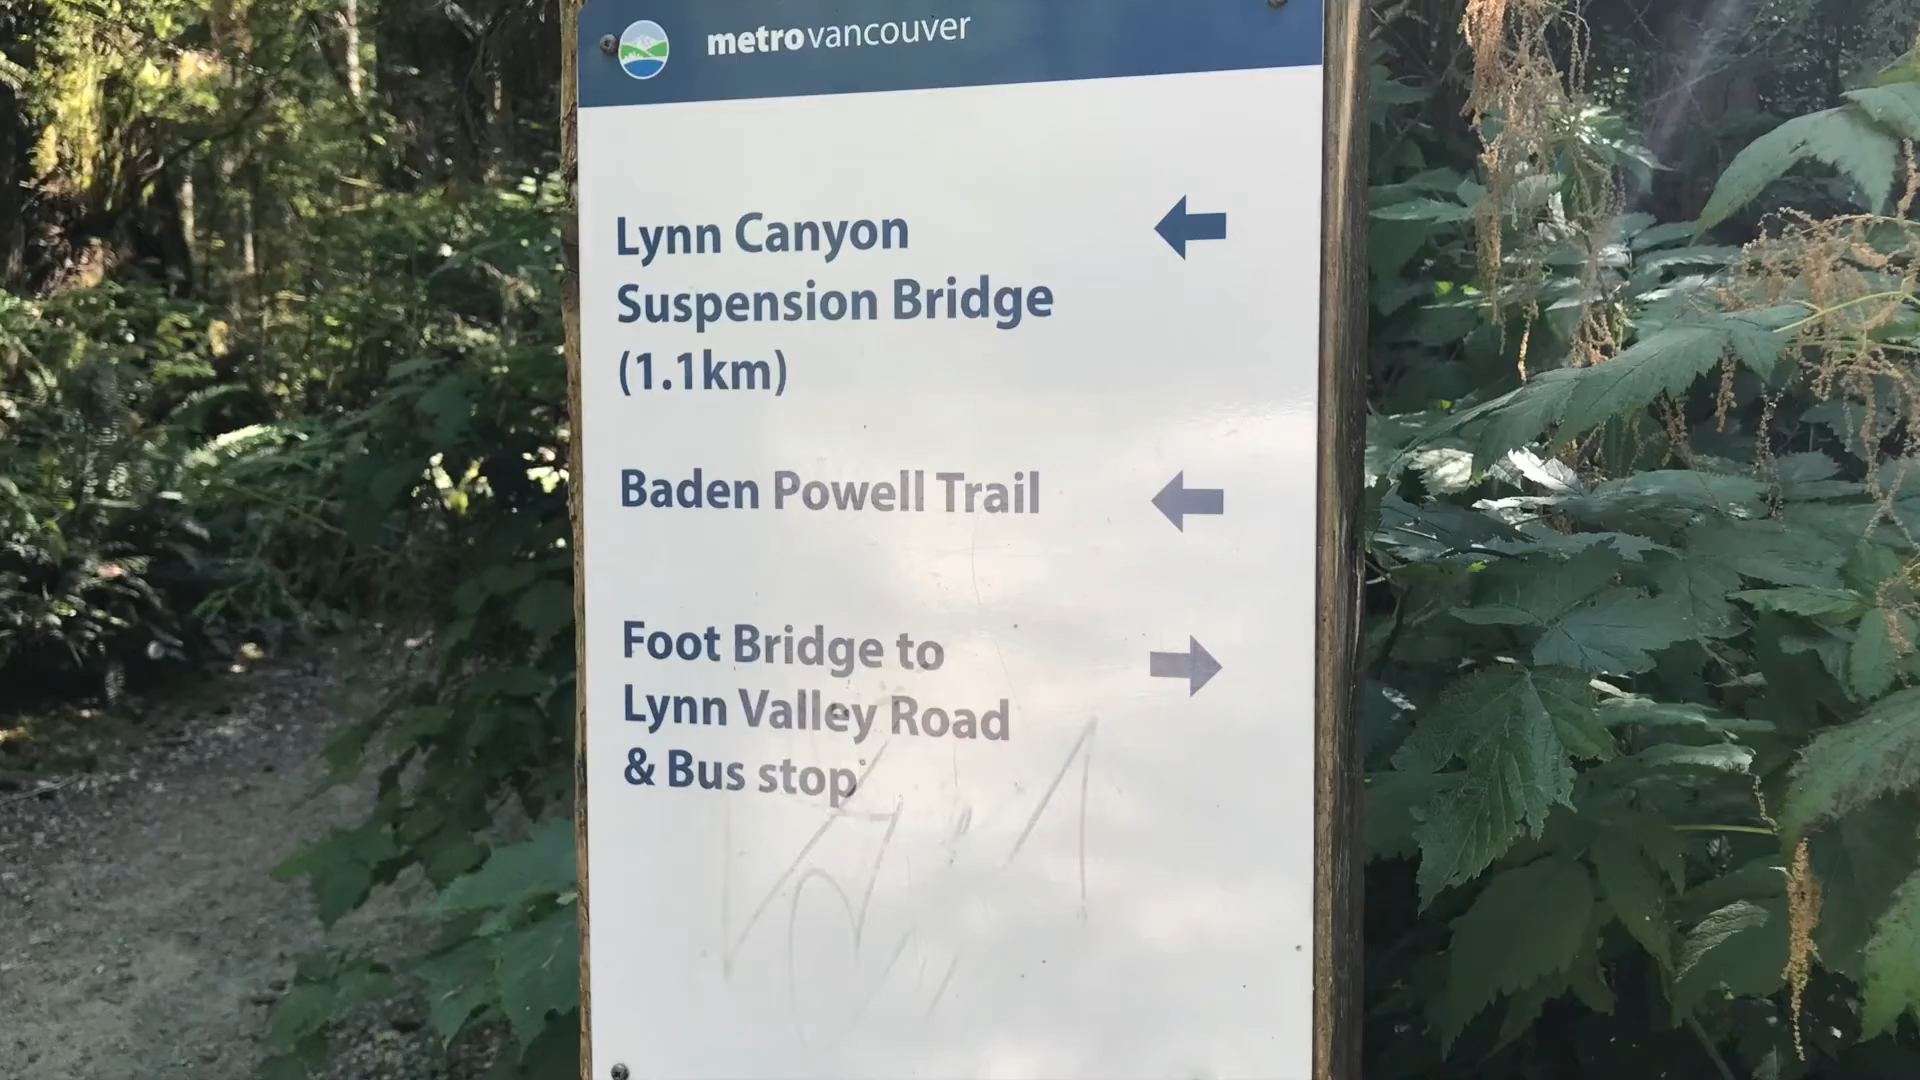 metrovancouver
Lynn Canyon
Suspension Bridge
(1.1km)
Baden Powell Trail
Foot Bridge to
Lynn Valley Road
& Bus stop